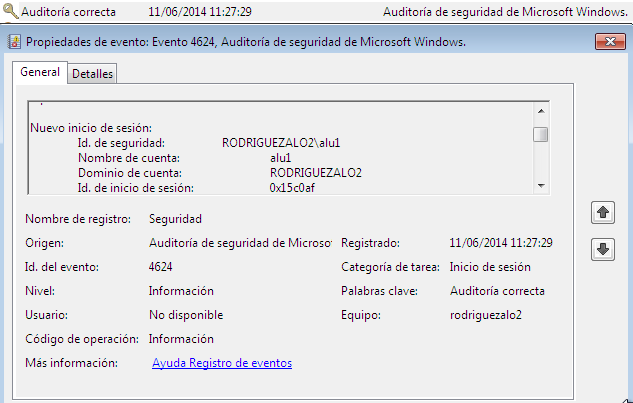 Auditoría correcta 11/06/2014 11:27:29 Auditoría de seguridad de Microsoft Windows.
Propiedades de evento: Evento 4624, Auditoría de seguridad de Microsoft Windows.
General Detalles
Nuevo inicio de sesión:
Id. de seguridad: RODRIGUEZALO2\alu1
Nombre de cuenta: alu1
Dominio de cuenta: RODRIGUEZALO2
Id. de inicio de sesión: 0x15c0af
Nombre de registro: Seguridad
Origen: Auditoría de seguridad de Microso Registrado: 11/06/2014 11:27:29
Id. del evento: 4624 Categoría de tarea: Inicio de sesión
Nivel: Información Palabras clave: Auditoría correcta
Usuario: No disponible Equipo: rodriguezalo2
Código de operación: Información
Más información: Ayuda Registro de eventos